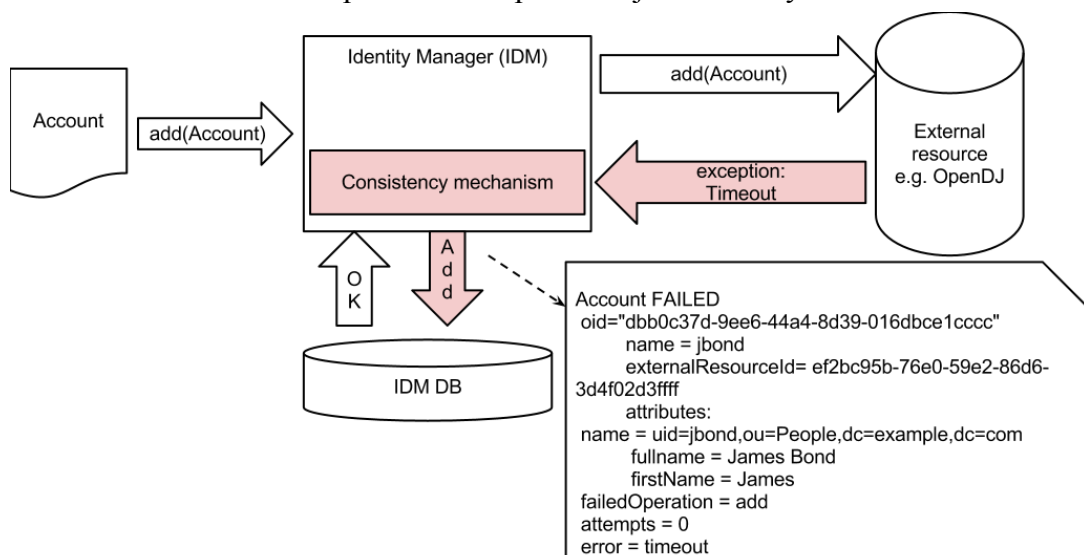 Identity Manager (IDM)
Account
add(Account)
add(Account)
External
resource
e.g. OpenDJ
Consistency mechanism
exception:
Timeout
OK
Add
IDM DB
Account FAILED
oid="dbb0c37d-9ee6-44a4-8d39-016dbce1cccc"
name = jbond
externalResourceId= ef2bc95b-76e0-59e2-86d6-
3d4f02d3ffff
attributes:
name = uid=jbond,ou=People,dc=example,dc=com
fullname = James Bond
firstName = James
failedOperation = add
attempts = 0
error = timeout